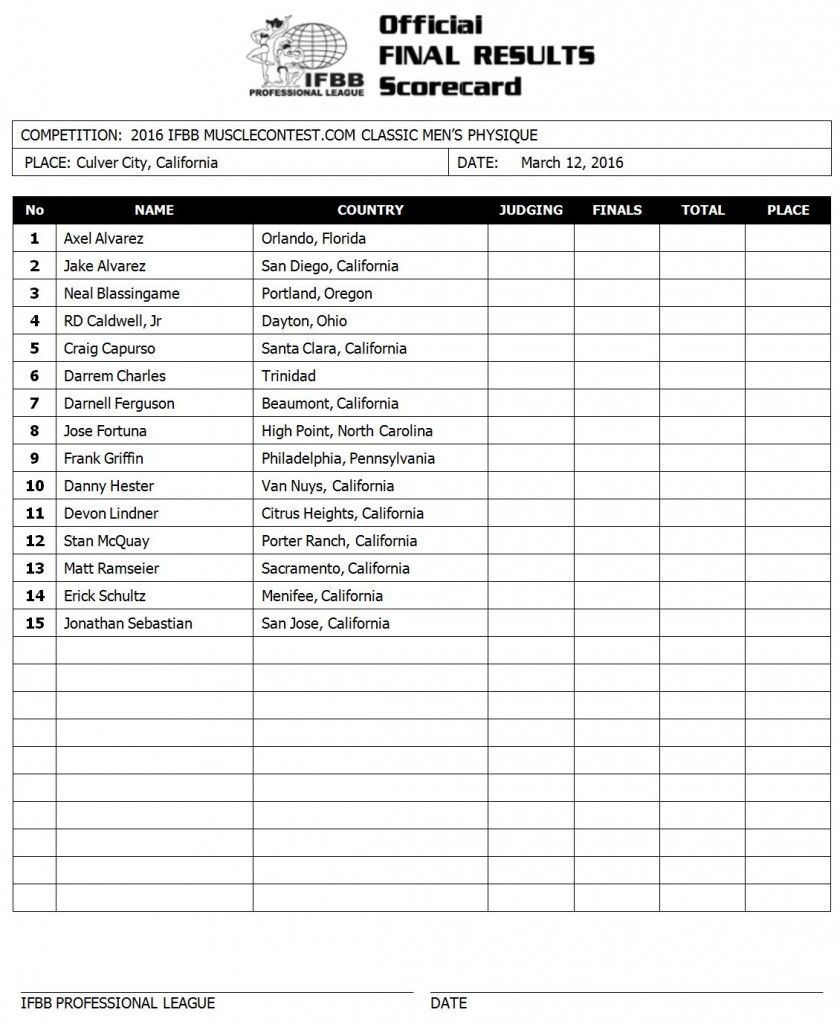 Official
FINAL RESULTS
Scorecard
IFBB
PROFESSIONAL LEAGUE
COMPETITION: 2016 IFBB MUSCLECONTEST.COM CLASSIC MEN'S PHYSIQUE
PLACE: Culver City, California DATE: March 12, 2016
No NAME COUNTRY JUDGING FINALS TOTAL PLACE
1 Axel Alvarez Orlando, Florida
2 Jake Alvarez San Diego, California
3 Neal Blassingame Portland, Oregon
4 RD Caldwell, Jr Dayton, Ohio
5 Craig Capurso Santa Clara, California
6 Darrem Charles Trinidad
7 Darnell Ferguson Beaumont, California
8 Jose Fortuna High Point, North Carolina
9 Frank Griffin Philadelphia, Pennsylvania
10 Danny Hester Van Nuys, California
11 Devon Lindner Citrus Heights, California
12 Stan McQuay Porter Ranch, California
13 Matt Ramseier Sacramento, California
14 Erick Schultz Menifee, California
15 Jonathan Sebastian San Jose, California
IFBB PROFESSIONAL LEAGUE DATE